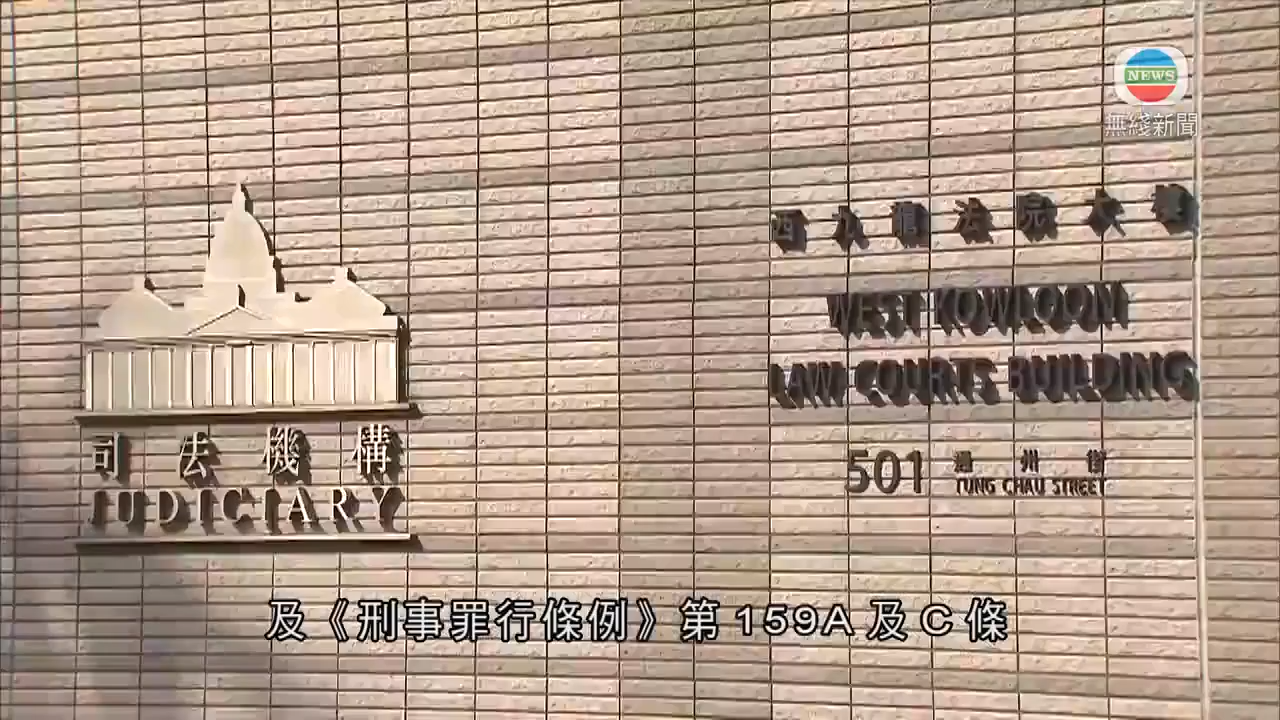 NEWS
無綫新聞
西九龍法院大樓
WEST KOWLOON
LAW COURTS BUILDING
501 通州街
TUNG CHAU STREET
司法機構
JUDICIARY
及《刑事罪行條例》第159A及C條